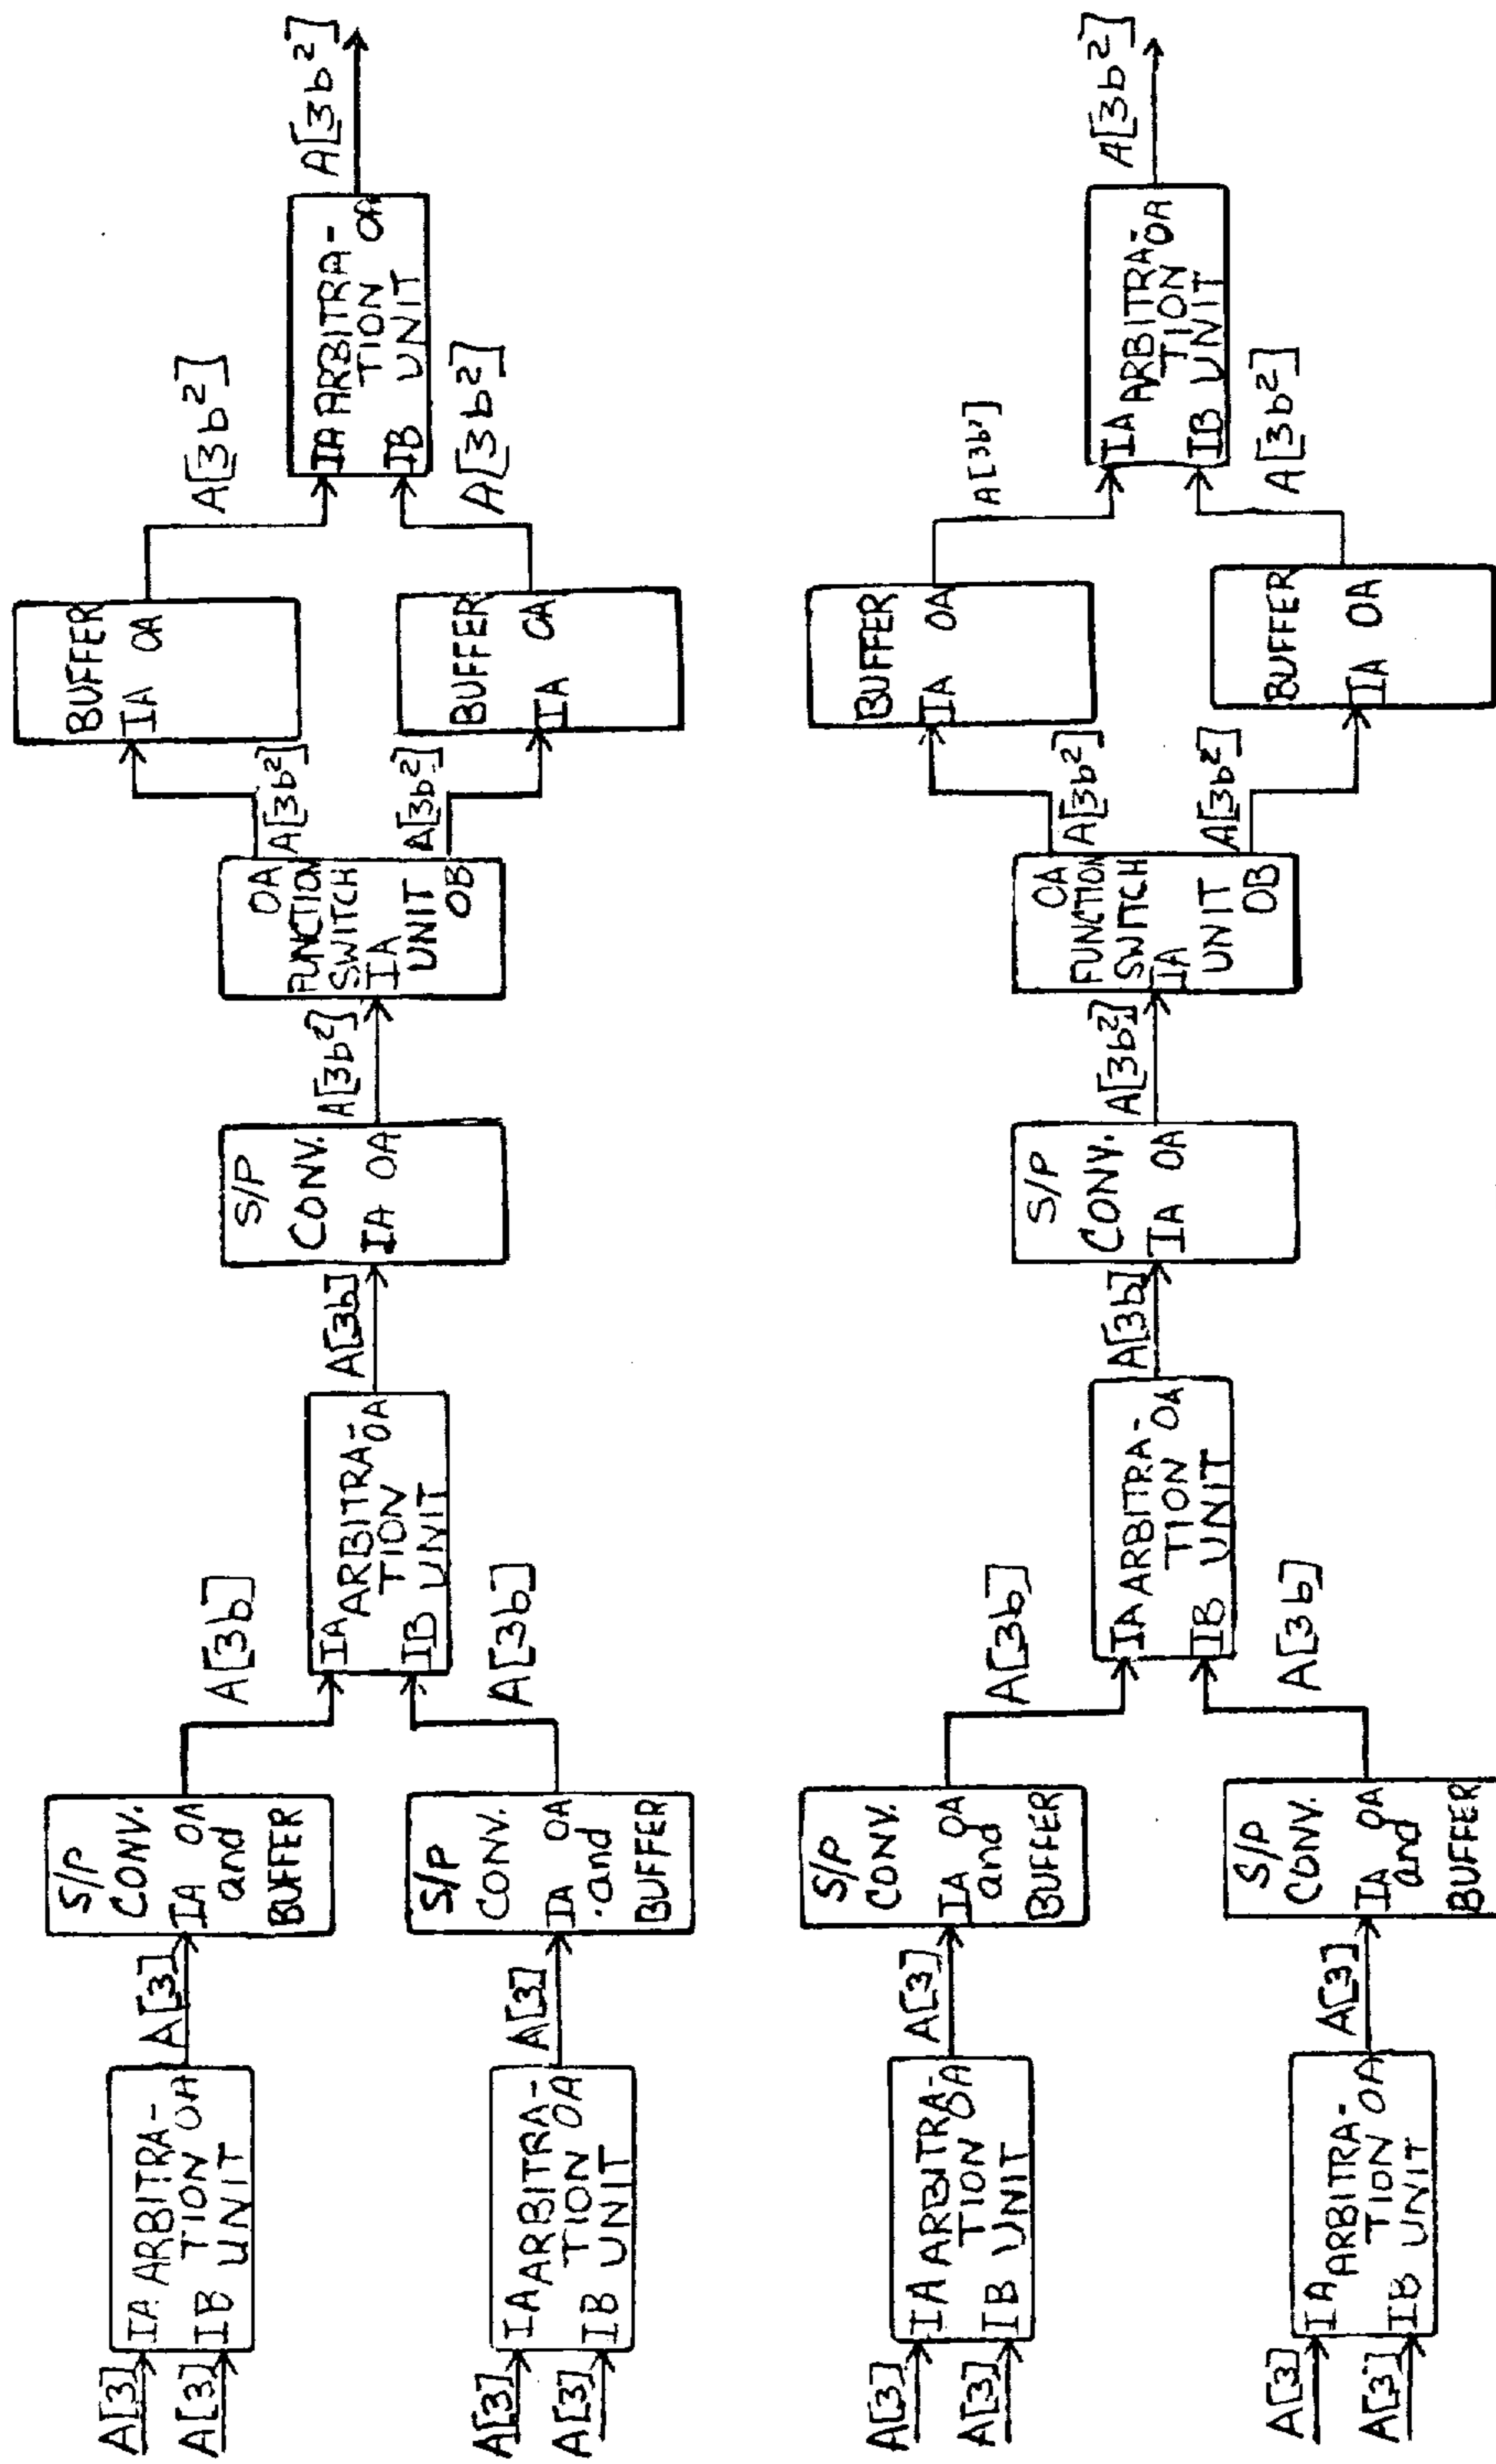 A[3]
A[3]
IA ARBITRA-
TION OA
IB UNIT
A[3]
S/P
CONV.
IA OA
and
BUFFER
A[3b]
A[3]
A[3]
IA ARBITRA-
TION OA
IB UNIT
A[3]
S/P
CONV.
IA OA
and
BUFFER
A[3b]
IA ARBITRA-
TION OA
IB UNIT
A[3b]
S/P
CONV.
IA OA
A[3b²]
OA
FUNCTION
SWITCH
IA
UNIT
OB
A[3b²]
A[3b²]
BUFFER
IA OA
A[3b²]
BUFFER
IA OA
A[3b²]
IA ARBITRA-
TION OA
IB UNIT
A[3b²]
A[3]
A[3]
IA ARBITRA-
TION OA
IB UNIT
A[3]
S/P
CONV.
IA OA
and
BUFFER
A[3b]
A[3]
A[3]
IA ARBITRA-
TION OA
IB UNIT
A[3]
S/P
CONV.
IA OA
and
BUFFER
A[3b]
IA ARBITRA-
TION OA
IB UNIT
A[3b]
S/P
CONV.
IA OA
A[3b²]
OA
FUNCTION
SWITCH
IA
UNIT
OB
A[3b²]
A[3b²]
BUFFER
IA OA
A[3b²]
BUFFER
IA OA
A[3b²]
IA ARBITRA-
TION OA
IB UNIT
A[3b²]